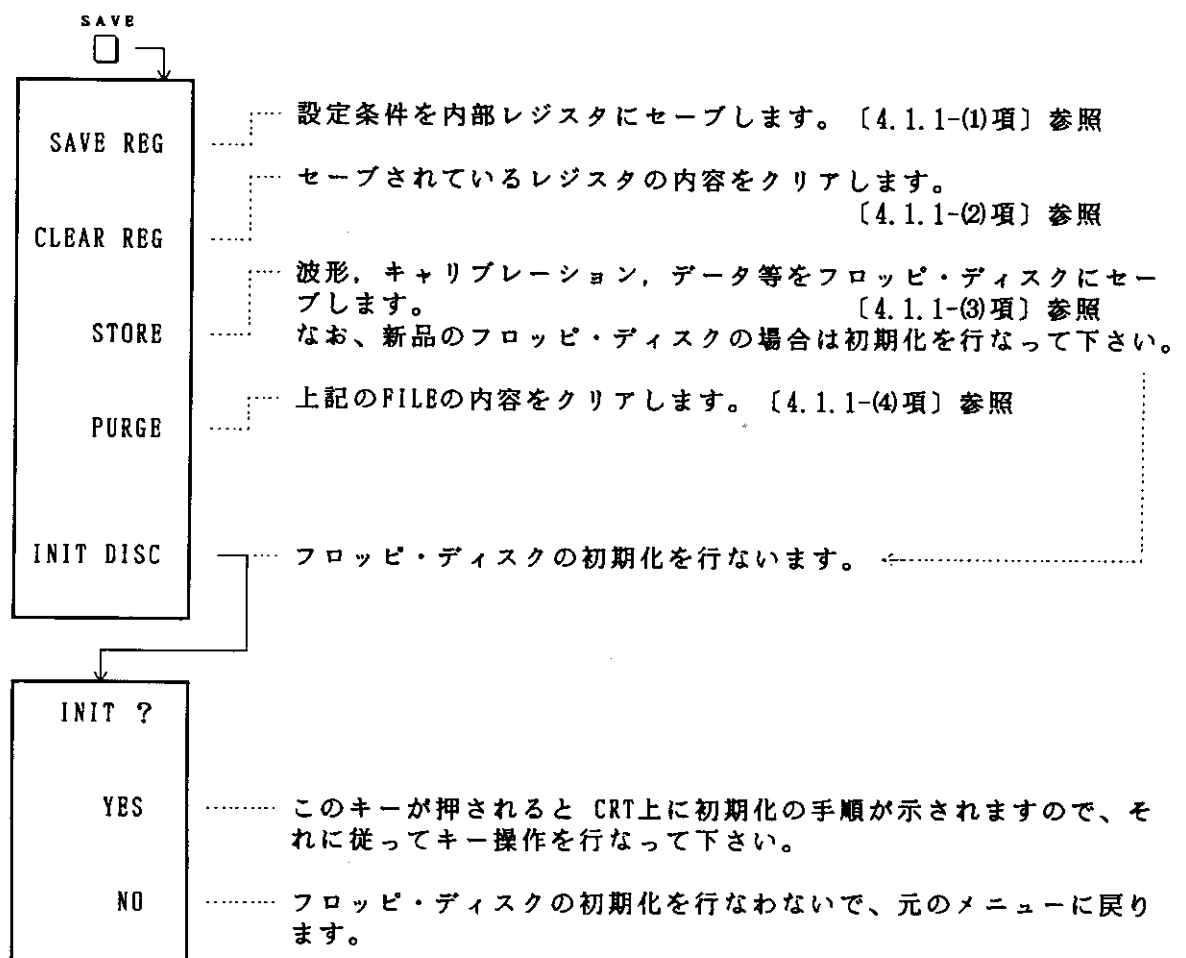 SAVE
SAVE REG
設定条件を内部レジスタにセーブします。〔4.1.1-(1)項〕参照
CLEAR REG
セーブされているレジスタの内容をクリアします。
〔4.1.1-(2)項〕参照
STORE
波形，キャリブレーション，データ等をフロッピ・ディスクにセー
ブします。 〔4.1.1-(3)項〕参照
なお、新品のフロッピ・ディスクの場合は初期化を行なって下さい。
PURGE
上記のFILEの内容をクリアします。〔4.1.1-(4)項〕参照
INIT DISC
フロッピ・ディスクの初期化を行ないます。
INIT ?
YES
このキーが押されると CRT上に初期化の手順が示されますので、そ
れに従ってキー操作を行なって下さい。
NO
フロッピ・ディスクの初期化を行なわないで、元のメニューに戻り
ます。